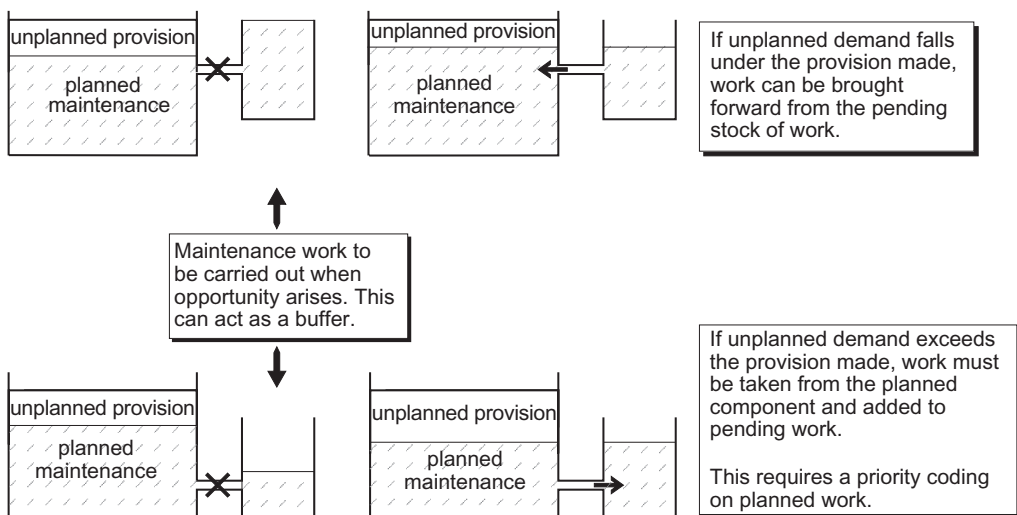 unplanned provision
planned
maintenance
unplanned provision
planned
maintenance
If unplanned demand falls
under the provision made,
work can be brought
forward from the pending
stock of work.
Maintenance work to
be carried out when
opportunity arises. This
can act as a buffer.
unplanned provision
planned
maintenance
unplanned provision
planned
maintenance
If unplanned demand exceeds
the provision made, work must
be taken from the planned
component and added to
pending work.
This requires a priority coding
on planned work.